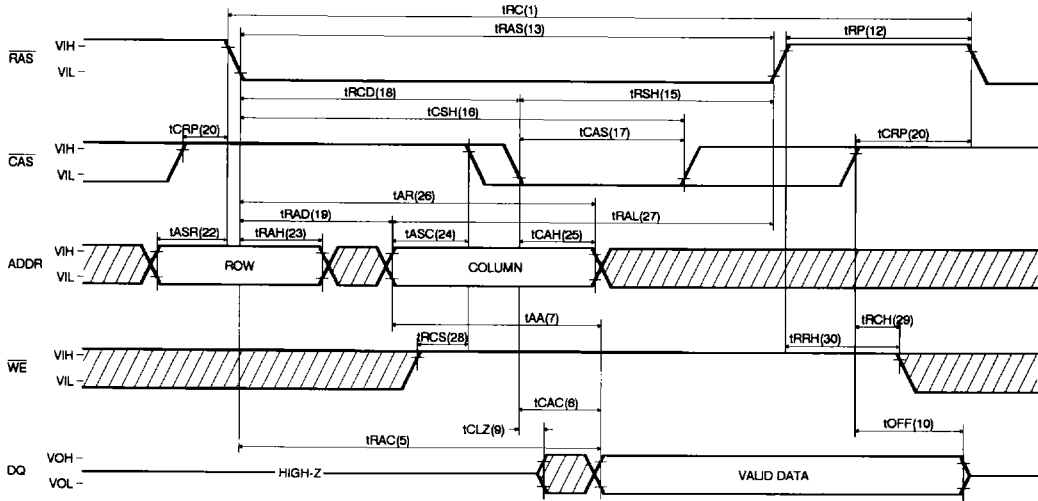 tRC(1)
tRAS(13)
tRP(12)
RAS
VIH
VIL
tRCD(18)
tRSH(15)
tCSH(16)
tCRP(20)
tCAS(17)
tCRP(20)
CAS
VIH
VIL
tAR(26)
tRAD(19)
tRAL(27)
tASR(22)
tRAH(23)
tASC(24)
tCAH(25)
ADDR
VIH
VIL
ROW
COLUMN
tAA(7)
tRCS(28)
tRCH(29)
tRRH(30)
WE
VIH
VIL
tCAC(6)
tCLZ(9)
tRAC(5)
tOFF(10)
DQ
VOH
VOL
HIGH-Z
VALID DATA